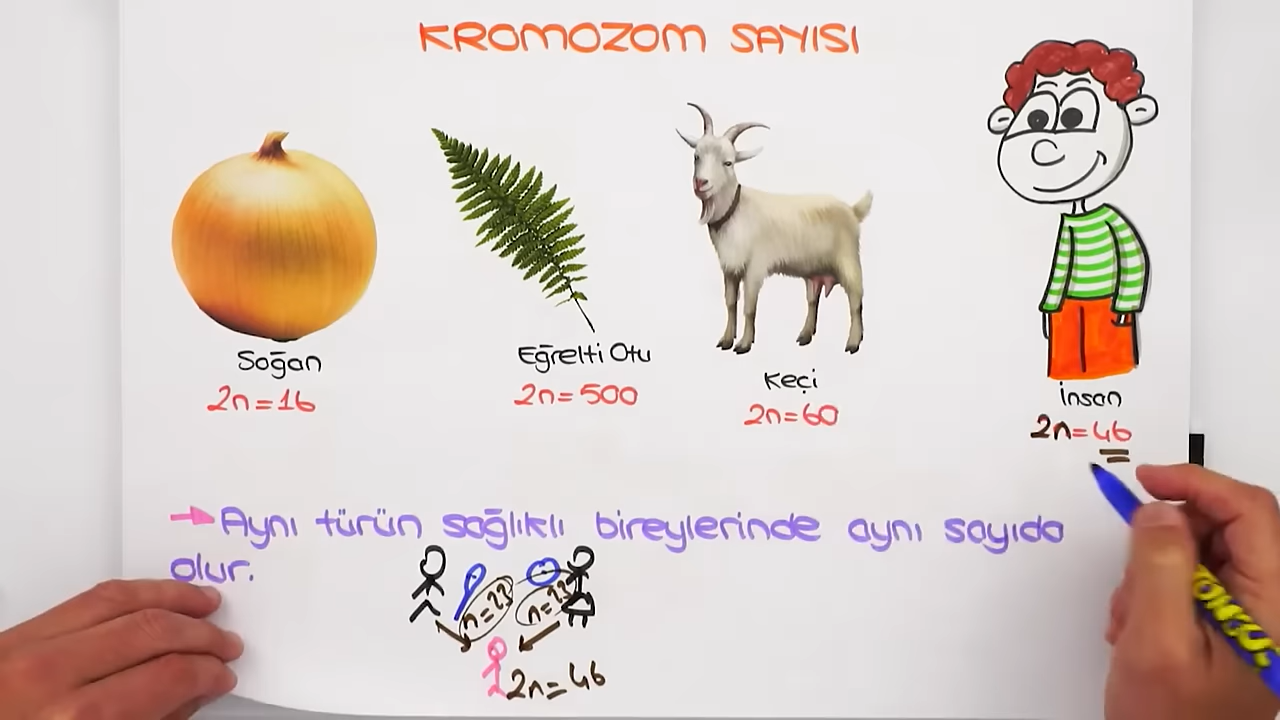 KROMOZOM SAYISI
Soğan
2n=16
Eğrelti Otu
2n=500
Keçi
2n=60
İnsan
2n=46
Aynı türün sağlıklı bireylerinde aynı sayıda
olur.
n=23
n=23
2n=46